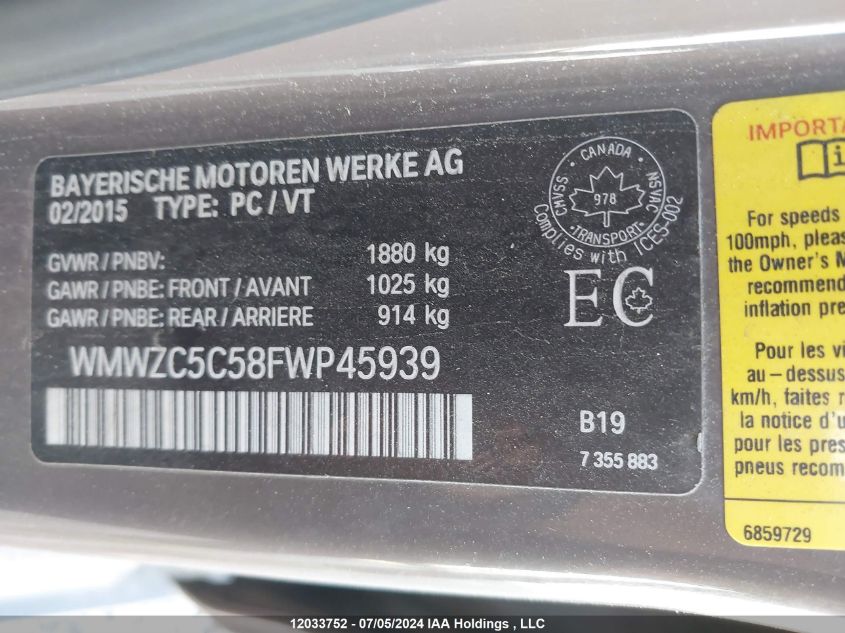 BAYERISCHE MOTOREN WERKE AG
02/2015 TYPE: PC / VT
GVWR / PNBV: 1880 kg
GAWR / PNBE: FRONT / AVANT 1025 kg
GAWR / PNBE: REAR / ARRIERE 914 kg
WMWZC5C58FWP45939
CANADA
CMVSS
NSVAC
978
TRANSPORT
Complies with ICES-002
EC
B19
7 355 883
IMPORTA
i
For speeds
100mph, pleas
the Owner's M
recommend
inflation pre
Pour les vi
au – dessus
km/h, faites r
la notice d'u
pour les pres
pneus recom
6859729
12033752 - 07/05/2024 IAA Holdings , LLC